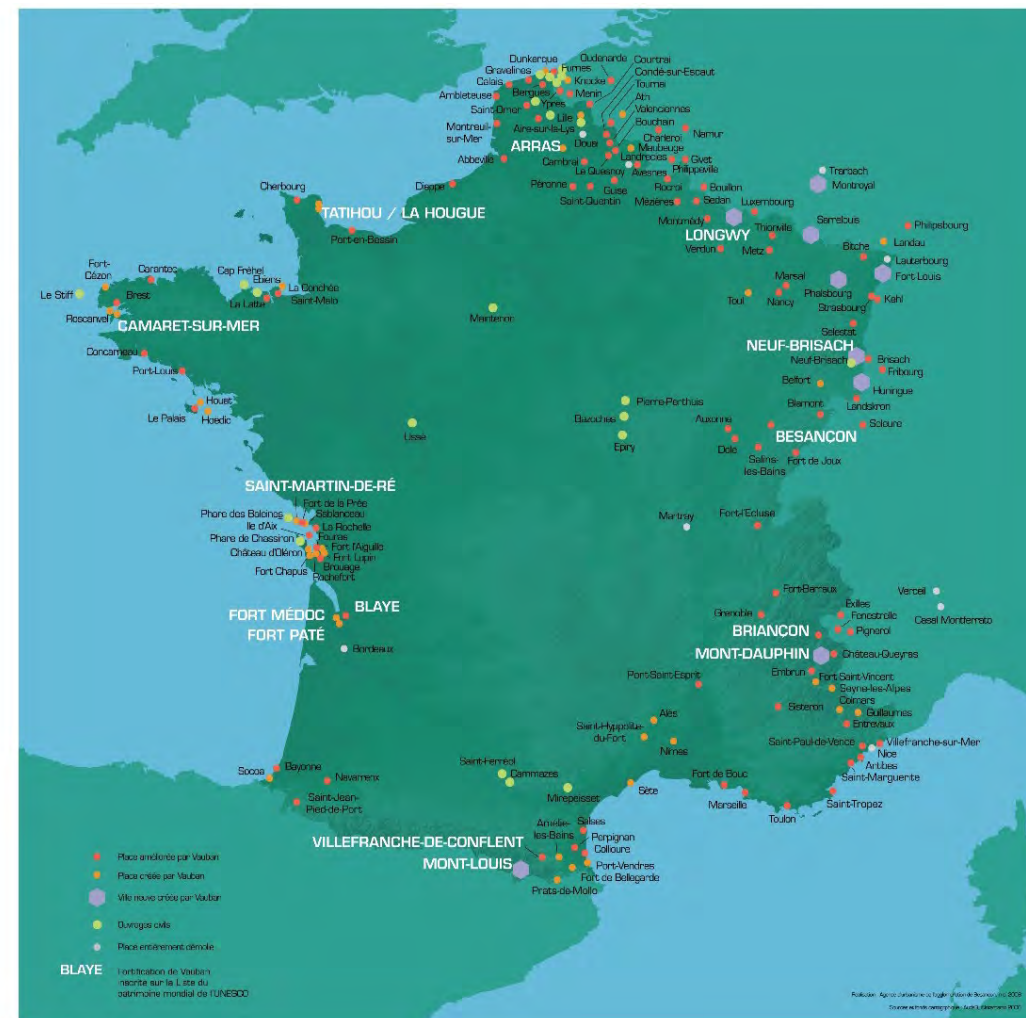 Dunkerque
Furnes
Oudenarde
Courtrai
Gravelines
Condé-sur-Escaut
Calais
Knocke
Tournai
Bergues
Menin
Ath
Ambleteuse
Ypres
Valenciennes
Saint-Omer
Lille
Bouchain
Aire-sur-la-Lys
Charleroi
Namur
Montreuil-
sur-Mer
Douai
Maubeuge
ARRAS
Landrecies
Givet
Abbeville
Cambrai
Avesnes
Philippeville
Le Quesnoy
Trarbach
Montroyal
Péronne
Guise
Rocroi
Bouillon
Saint-Quentin
Mézières
Sedan
Luxembourg
Cherbourg
Dieppe
TATIHOU / LA HOUGUE
Port-en-Bessin
Montmédy
LONGWY
Thionville
Sarrelouis
Philipsbourg
Verdun
Metz
Bitche
Landau
Lauterbourg
Fort-Louis
Fort-
Cézon
Carantec
Cap Fréhel
Ebiens
La Conchée
Le Stiff
Brest
La Latte
Saint-Malo
Marsal
Phalsbourg
Toul
Nancy
Strasbourg
Kehl
Roscanvel
CAMARET-SUR-MER
Maintenon
Sélestat
Concarneau
NEUF-BRISACH
Neuf-Brisach
Brisach
Port-Louis
Fribourg
Belfort
Huningue
Houat
Le Palais
Hoedic
Pierre-Perthuis
Blamont
Landskron
Bazoches
Auxonne
BESANÇON
Soleure
Ussé
Epiry
Dole
Salins-
les-Bains
Fort de Joux
SAINT-MARTIN-DE-RÉ
Fort de la Prée
Phare des Baleines
Sablanceau
Ile d'Aix
La Rochelle
Martray
Fort-l'Ecluse
Phare de Chassiron
Fouras
Château d'Oléron
Fort l'Aiguille
Fort Lupin
Fort Chapus
Brouage
Rochefort
Fort-Barraux
Verceil
BLAYE
Grenoble
Exilles
Casal Montferrato
FORT MÉDOC
Fenestrelle
FORT PATÉ
BRIANÇON
Pignerol
Bordeaux
MONT-DAUPHIN
Château-Queyras
Embrun
Fort Saint-Vincent
Pont-Saint-Esprit
Seyne-les-Alpes
Colmars
Sisteron
Guillaumes
Alès
Entrevaux
Saint-Hyppolite-
du-Fort
Nîmes
Saint-Paul-de-Vence
Villefranche-sur-Mer
Nice
Saint-Ferréol
Antibes
Socoa
Bayonne
Cammazes
Saint-Marguerite
Navarrenx
Mirepeisset
Sète
Fort de Bouc
Saint-Jean-
Pied-de-Port
Marseille
Saint-Tropez
Toulon
Amélie-
les-Bains
Salses
VILLEFRANCHE-DE-CONFLENT
Perpignan
Collioure
MONT-LOUIS
Port-Vendres
Fort de Bellegarde
Prats-de-Mollo
Place améliorée par Vauban
Place créée par Vauban
Ville neuve créée par Vauban
Ouvrages civils
Place entièrement démolie
BLAYE Fortification de Vauban
inscrite sur la Liste du
patrimoine mondial de l'UNESCO